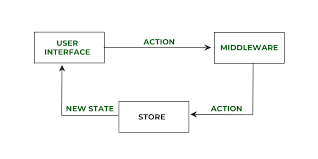 USER
INTERFACE
ACTION
MIDDLEWARE
NEW STATE
STORE
ACTION